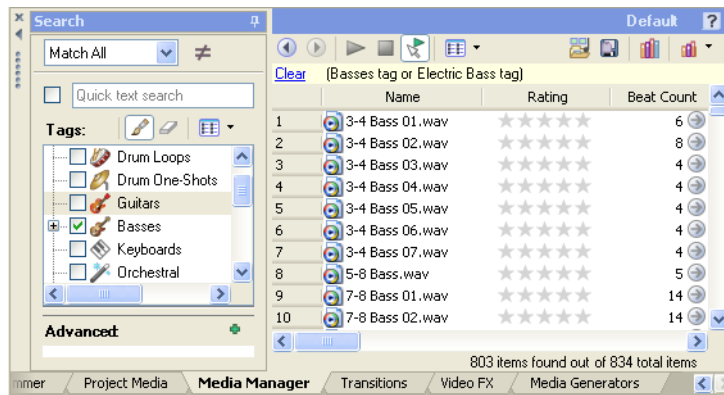 Search
Default
?
Match All
Clear (Basses tag or Electric Bass tag)
Quick text search
Tags:
Drum Loops
Drum One-Shots
Guitars
Basses
Keyboards
Orchestral
Advanced
Name Rating Beat Count
1 3-4 Bass 01.wav 6
2 3-4 Bass 02.wav 8
3 3-4 Bass 03.wav 4
4 3-4 Bass 04.wav 4
5 3-4 Bass 05.wav 4
6 3-4 Bass 06.wav 4
7 3-4 Bass 07.wav 4
8 5-8 Bass.wav 5
9 7-8 Bass 01.wav 14
10 7-8 Bass 02.wav 14
803 items found out of 834 total items
mmer Project Media Media Manager Transitions Video FX Media Generators